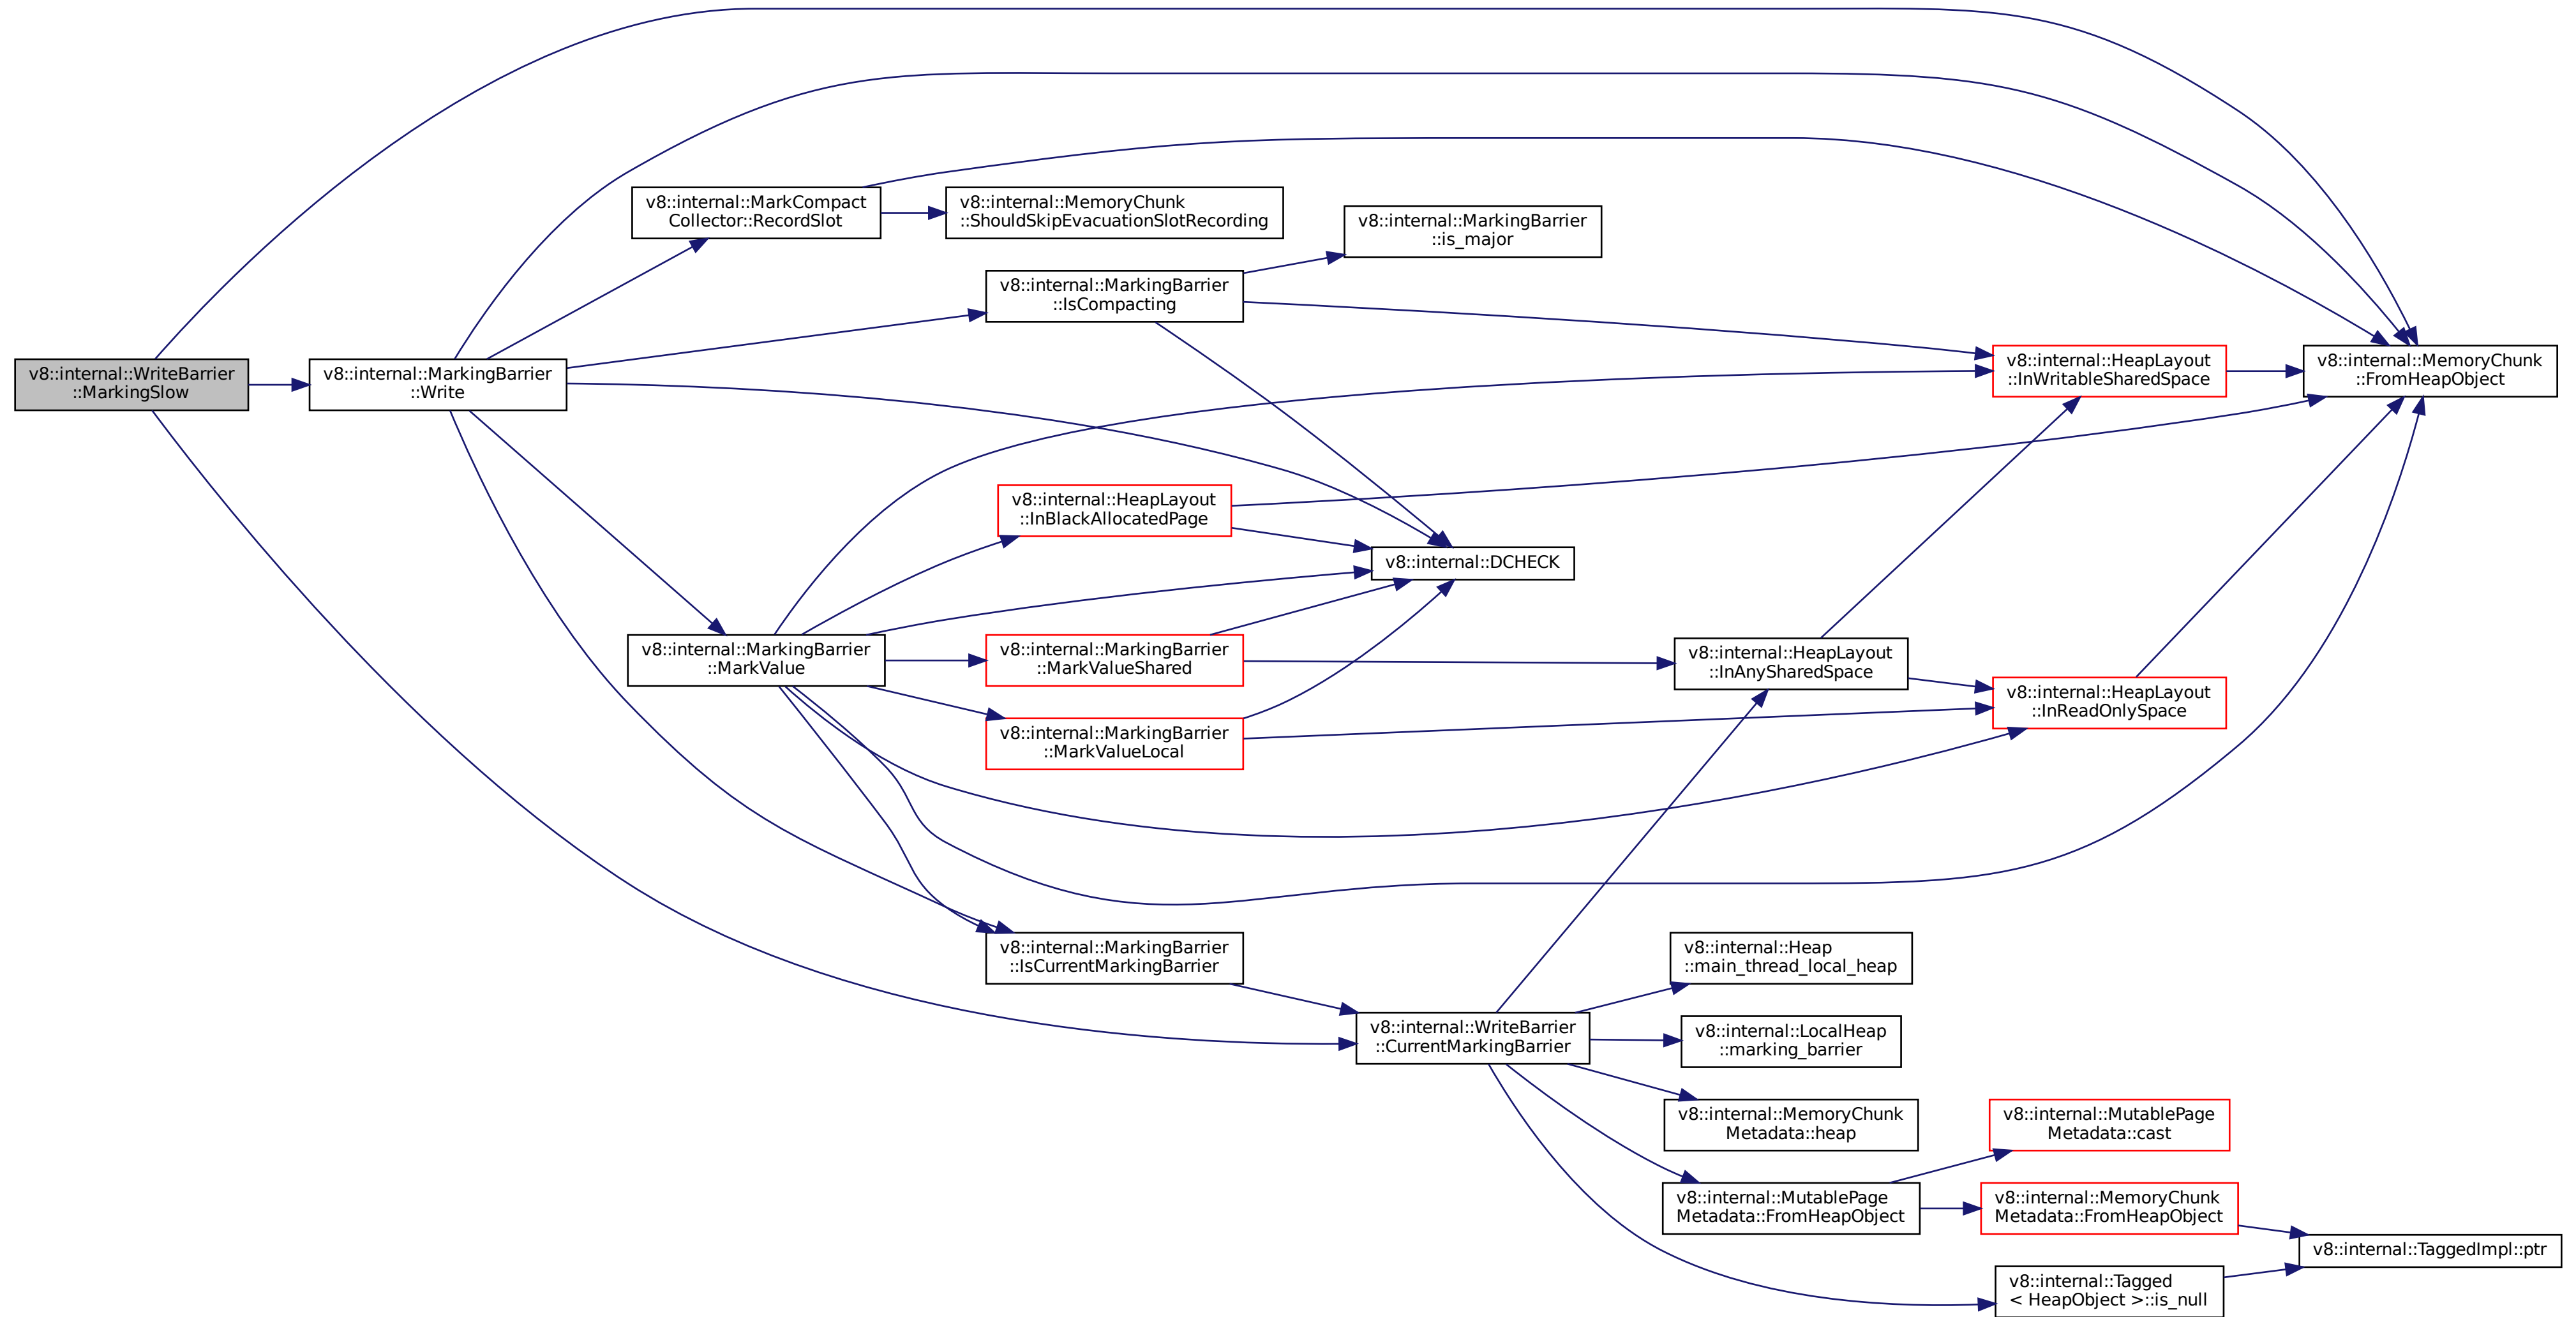 v8::internal::WriteBarrier
::MarkingSlow
v8::internal::MarkingBarrier
::Write
v8::internal::MarkCompact
Collector::RecordSlot
v8::internal::MemoryChunk
::ShouldSkipEvacuationSlotRecording
v8::internal::MarkingBarrier
::is_major
v8::internal::MarkingBarrier
::IsCompacting
v8::internal::HeapLayout
::InWritableSharedSpace
v8::internal::MemoryChunk
::FromHeapObject
v8::internal::HeapLayout
::InBlackAllocatedPage
v8::internal::DCHECK
v8::internal::MarkingBarrier
::MarkValue
v8::internal::MarkingBarrier
::MarkValueShared
v8::internal::HeapLayout
::InAnySharedSpace
v8::internal::HeapLayout
::InReadOnlySpace
v8::internal::MarkingBarrier
::MarkValueLocal
v8::internal::MarkingBarrier
::IsCurrentMarkingBarrier
v8::internal::Heap
::main_thread_local_heap
v8::internal::WriteBarrier
::CurrentMarkingBarrier
v8::internal::LocalHeap
::marking_barrier
v8::internal::MemoryChunk
Metadata::heap
v8::internal::MutablePage
Metadata::cast
v8::internal::MutablePage
Metadata::FromHeapObject
v8::internal::MemoryChunk
Metadata::FromHeapObject
v8::internal::TaggedImpl::ptr
v8::internal::Tagged
< HeapObject >::is_null